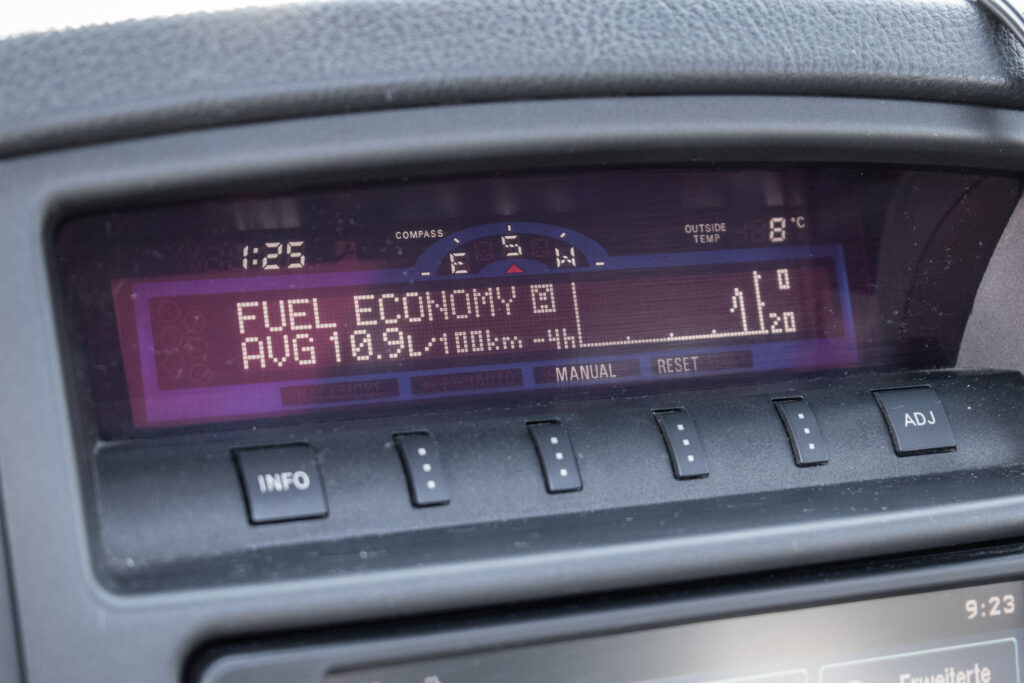 COMPASS
OUTSIDE TEMP
8°C
1:25
E S W
FUEL ECONOMY
0
AVG 10.9L/100km -4h
20
MANUAL
RESET
INFO
ADJ
9:23
Erweiterte